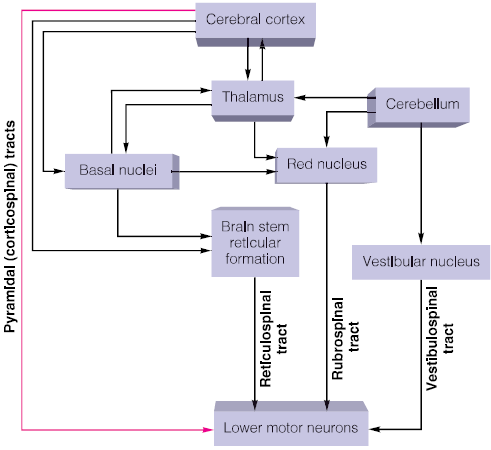 Cerebral cortex
Thalamus
Cerebellum
Basal nuclei
Red nucleus
Brain stem
reticular
formation
Vestibular nucleus
Pyramidal (corticospinal) tracts
Reticulospinal
tract
Rubrospinal
tract
Vestibulospinal
tract
Lower motor neurons